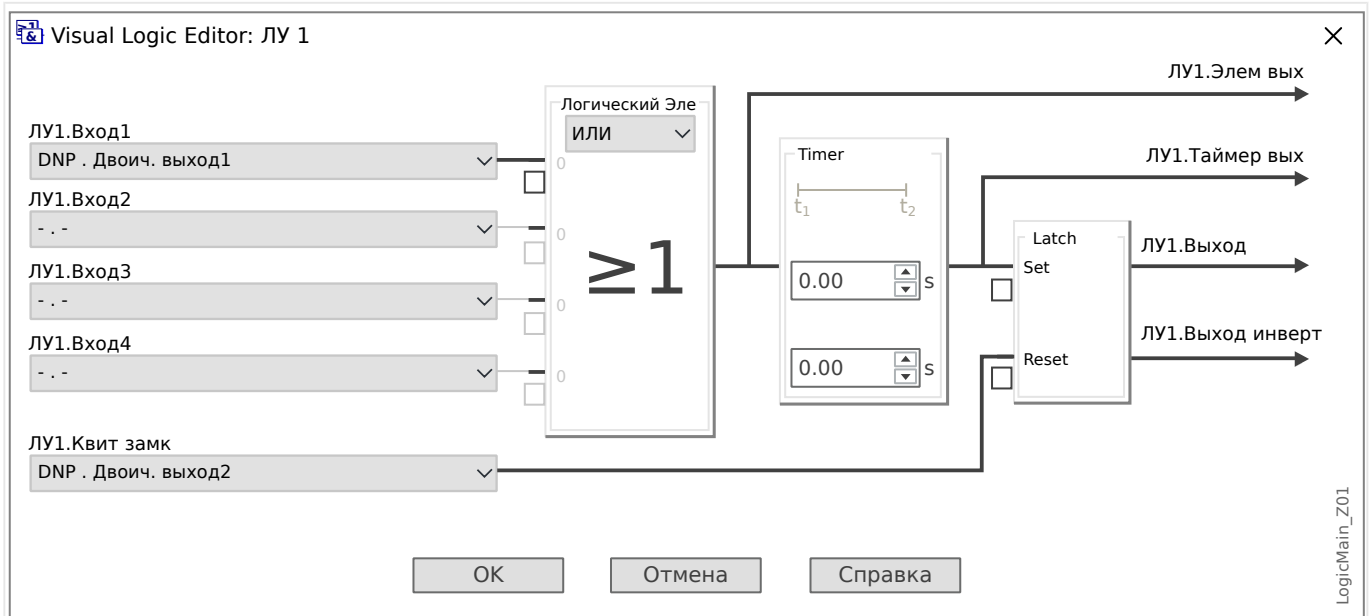 Visual Logic Editor: ЛУ 1
ЛУ1.Элем вых
Логический Эле
ИЛИ
ЛУ1.Вход1
DNP . Двоич. выход1
0
Timer
ЛУ1.Таймер вых
ЛУ1.Вход2
- . -
0
t1 t2
≥1
Latch
ЛУ1.Выход
Set
ЛУ1.Вход3
- . -
0
0.00 s
ЛУ1.Выход инверт
ЛУ1.Вход4
- . -
0
0.00 s
Reset
ЛУ1.Квит замк
DNP . Двоич. выход2
OK
Отмена
Справка
LogicMain_Z01